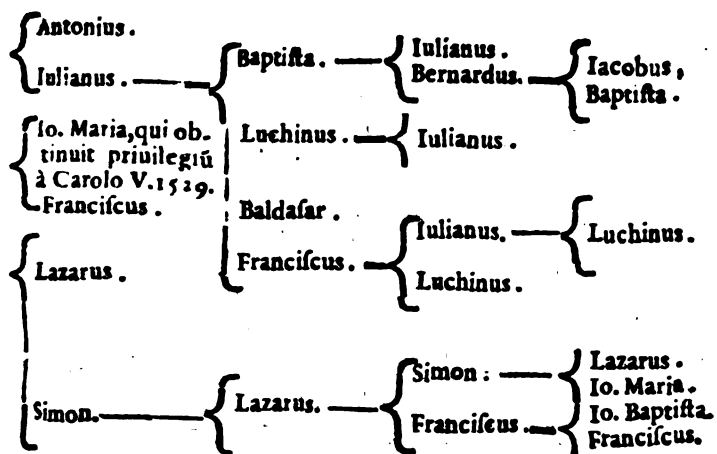 Antonius.
Iulianus.
Io. Maria, qui ob-
tinuit priuilegiū
à Carolo V. 1529.
Franciſcus.
Lazarus.
Simon.
Baptiſta.
Luchinus.
Baldaſar.
Franciſcus.
Lazarus.
Iulianus.
Bernardus.
Iulianus.
Iulianus.
Luchinus.
Simon:
Franciſcus.
Iacobus,
Baptiſta.
Luchinus.
Lazarus.
Io. Maria.
Io. Baptiſta.
Franciſcus.